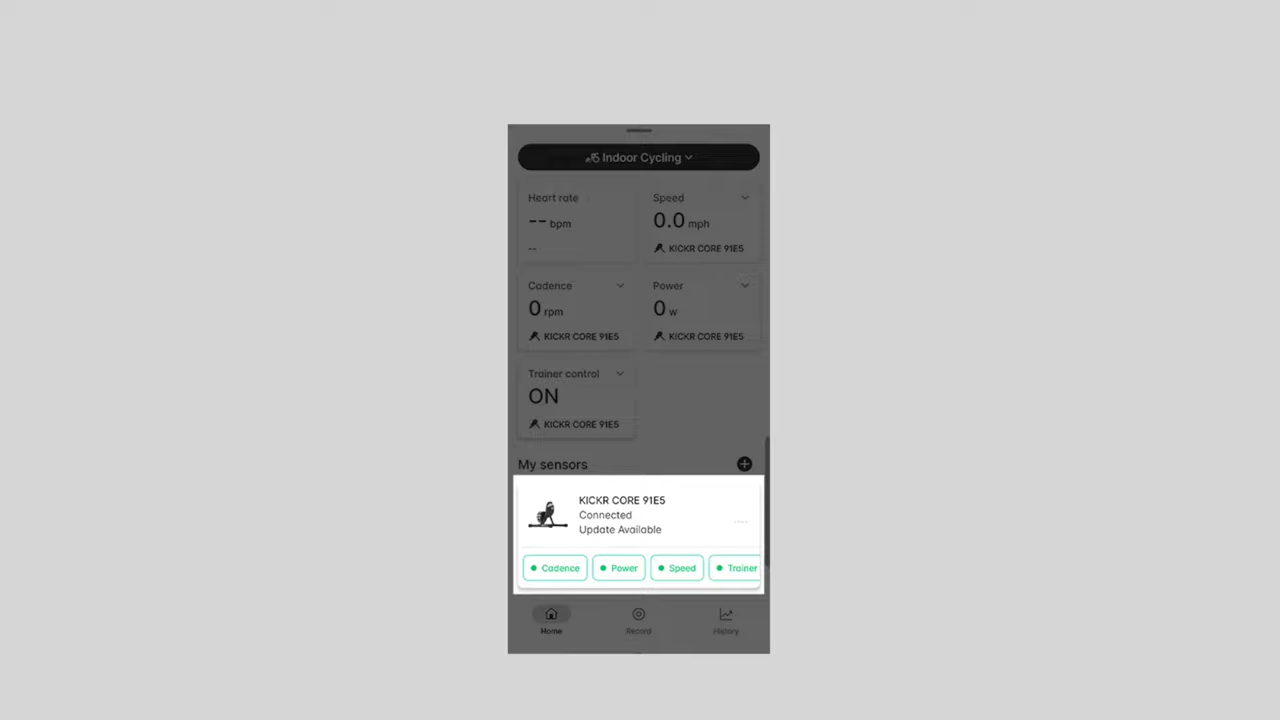 Indoor Cycling
Heart rate
-- bpm
--
Speed
0.0 mph
KICKR CORE 91E5
Cadence
0 rpm
KICKR CORE 91E5
Power
0 w
KICKR CORE 91E5
Trainer control
ON
KICKR CORE 91E5
My sensors
KICKR CORE 91E5
Connected
Update Available
Cadence Power Speed Trainer
Home Record History